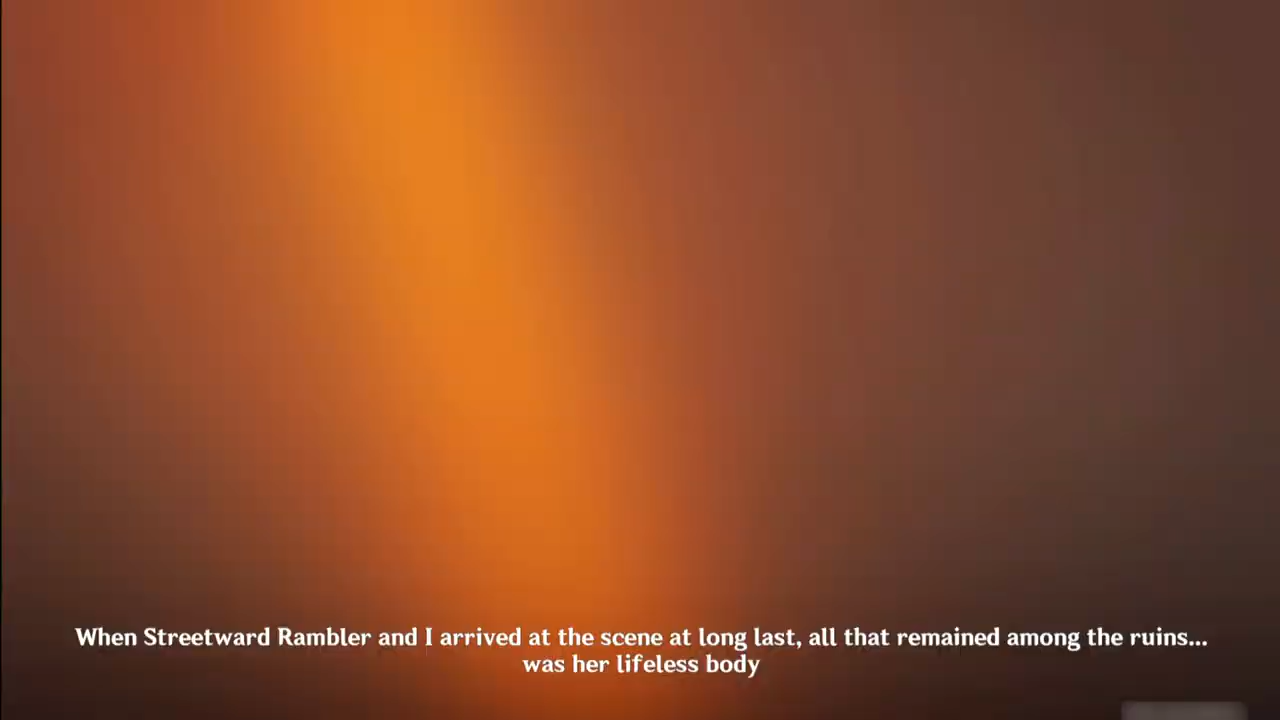 When Streetward Rambler and I arrived at the scene at long last, all that remained among the ruins...
was her lifeless body